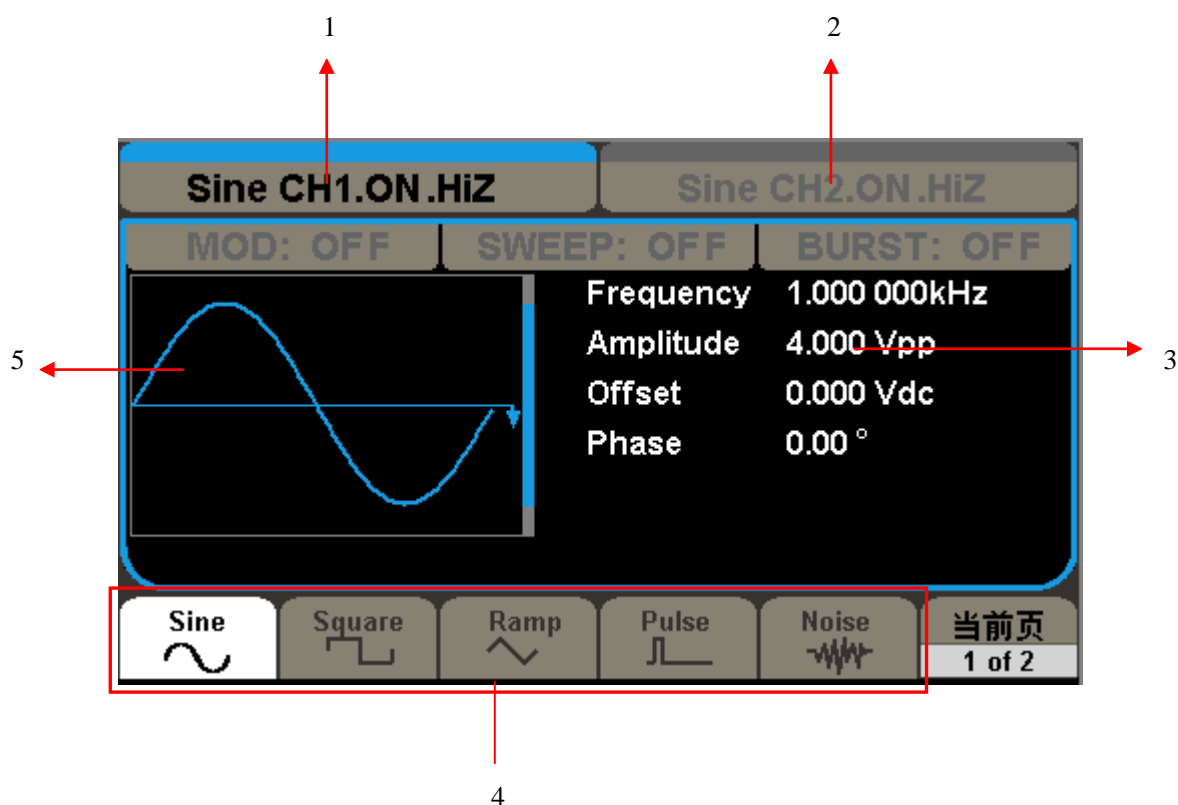 1
2
Sine CH1.ON.HiZ
Sine CH2.ON.HiZ
MOD: OFF
SWEEP: OFF
BURST: OFF
Frequency 1.000 000kHz
Amplitude 4.000 Vpp
Offset 0.000 Vdc
Phase 0.00 °
5
3
Sine
Square
Ramp
Pulse
Noise
当前页
1 of 2
4